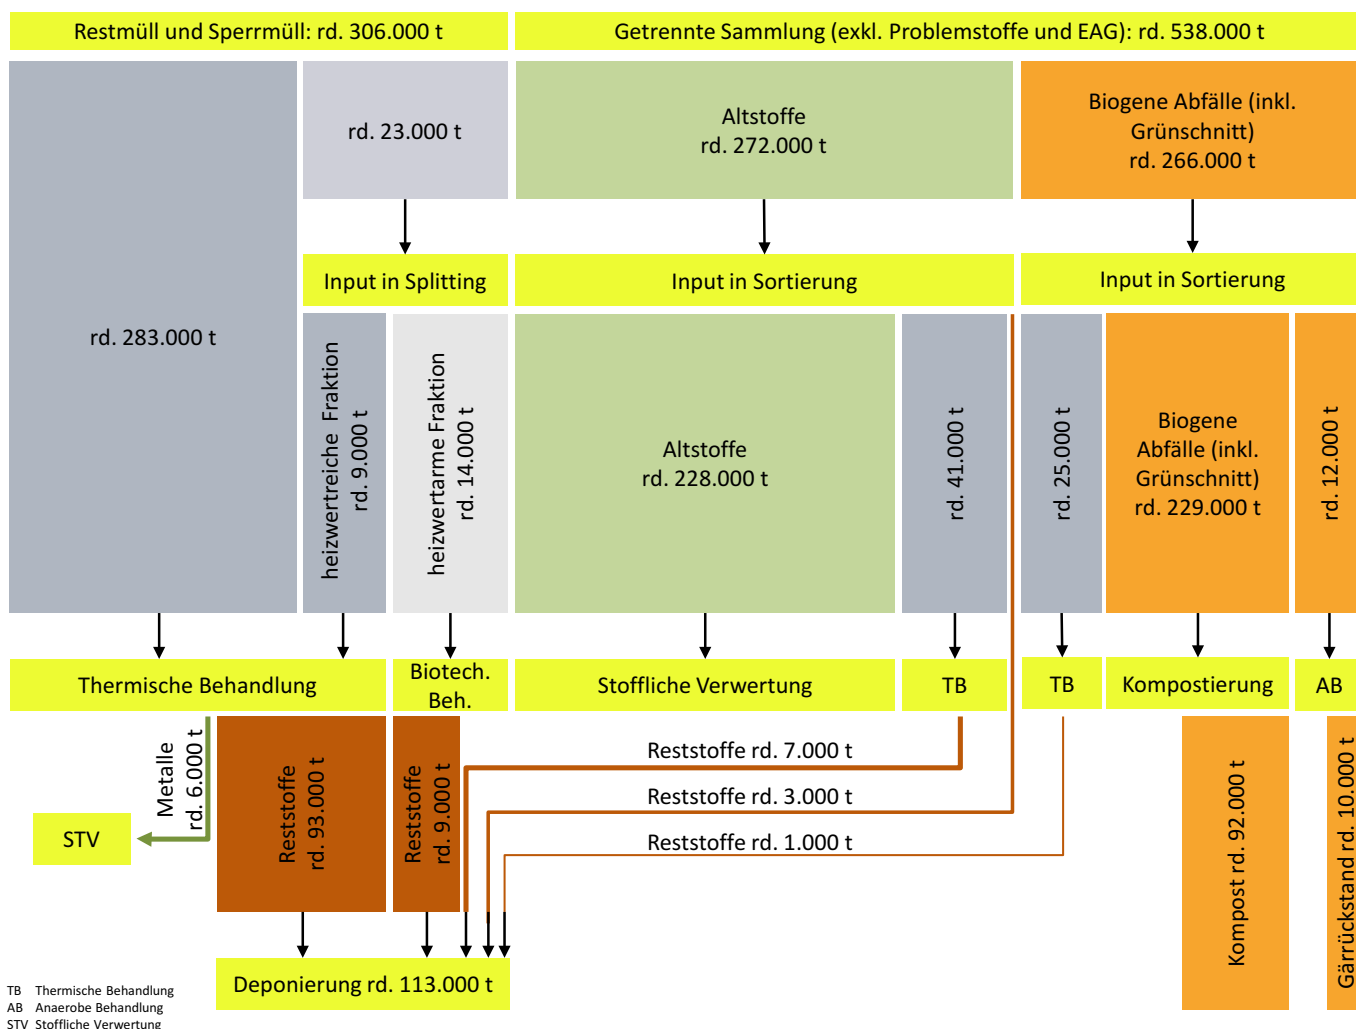 Restmüll und Sperrmüll: rd. 306.000 t
Getrennte Sammlung (exkl. Problemstoffe und EAG): rd. 538.000 t
rd. 283.000 t
rd. 23.000 t
Altstoffe
rd. 272.000 t
Biogene Abfälle (inkl.
Grünschnitt)
rd. 266.000 t
Input in Splitting
Input in Sortierung
Input in Sortierung
heizwertreiche Fraktion
rd. 9.000 t
heizwertarme Fraktion
rd. 14.000 t
Altstoffe
rd. 228.000 t
rd. 41.000 t
rd. 25.000 t
Biogene
Abfälle (inkl.
Grünschnitt)
rd. 229.000 t
rd. 12.000 t
Thermische Behandlung
Biotech.
Beh.
Stoffliche Verwertung
TB
TB
Kompostierung
AB
Metalle
rd. 6.000 t
STV
Reststoffe
rd. 93.000 t
Reststoffe
rd. 9.000 t
Reststoffe rd. 7.000 t
Reststoffe rd. 3.000 t
Reststoffe rd. 1.000 t
Kompost rd. 92.000 t
Gärrückstand rd. 10.000 t
Deponierung rd. 113.000 t
TB Thermische Behandlung
AB Anaerobe Behandlung
STV Stoffliche Verwertung